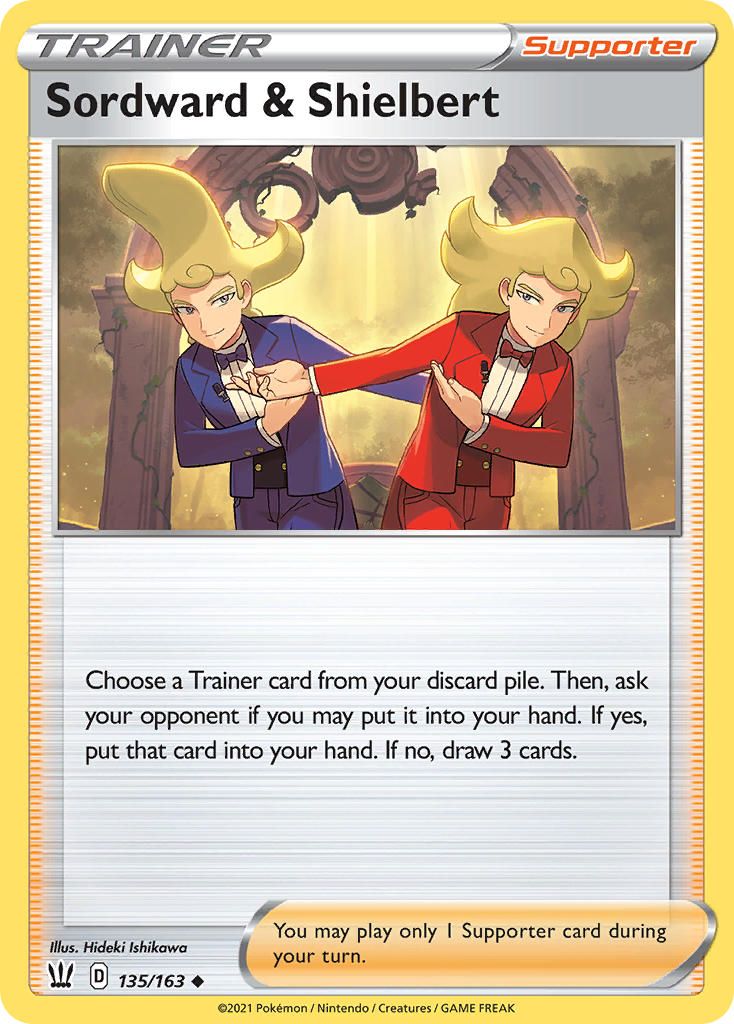 TRAINER
Supporter
Sordward & Shielbert
Choose a Trainer card from your discard pile. Then, ask
your opponent if you may put it into your hand. If yes,
put that card into your hand. If no, draw 3 cards.
You may play only 1 Supporter card during
your turn.
Illus. Hideki Ishikawa
D 135/163
©2021 Pokémon / Nintendo / Creatures / GAME FREAK